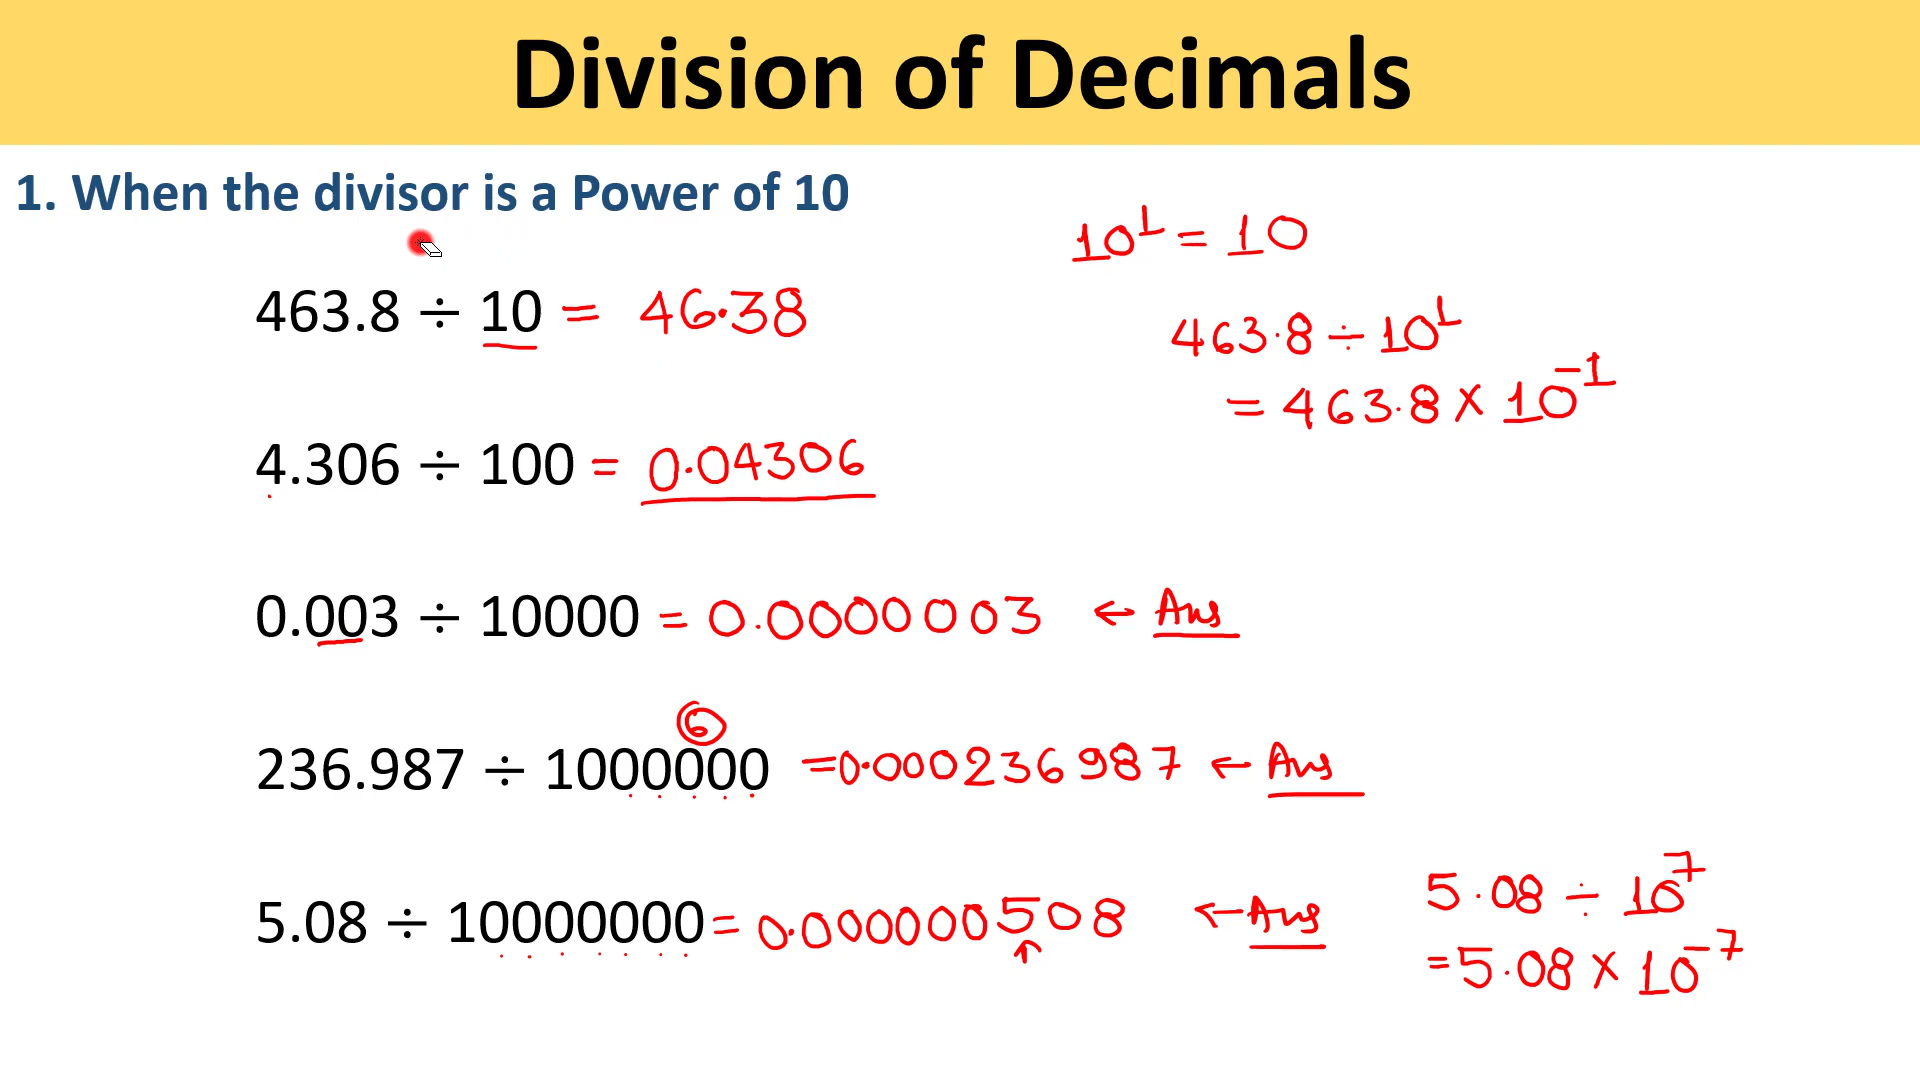 Division of Decimals
1. When the divisor is a Power of 10
10¹ = 10
463.8 ÷ 10 = 46.38
463.8 ÷ 10¹
= 463.8 × 10⁻¹
4.306 ÷ 100 = 0.04306
0.003 ÷ 10000 = 0.0000003 ← Ans
6
236.987 ÷ 1000000 = 0.000236987 ← Ans
5.08 ÷ 10000000 = 0.000000508 ← Ans
5.08 ÷ 10⁷
= 5.08 × 10⁻⁷